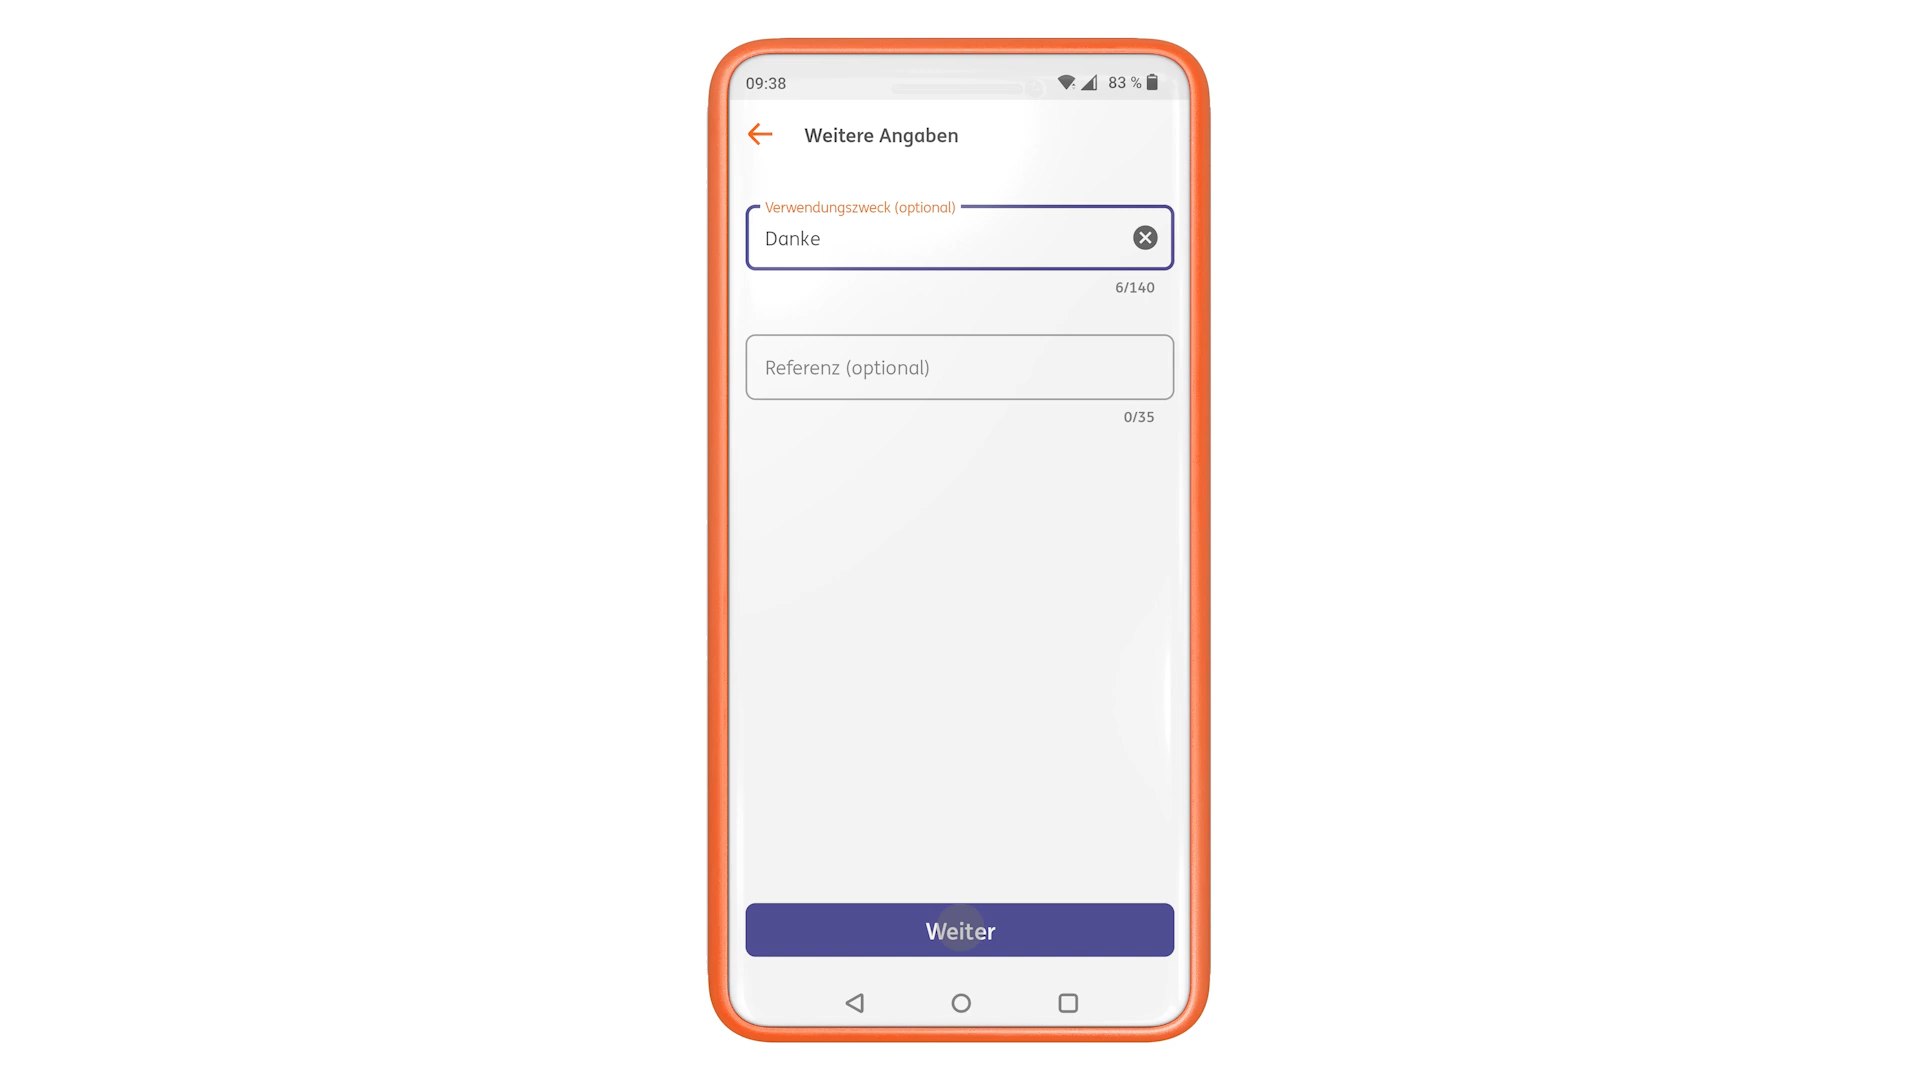 09:38
83 %
Weitere Angaben
Verwendungszweck (optional)
Danke
6/140
Referenz (optional)
0/35
Weiter